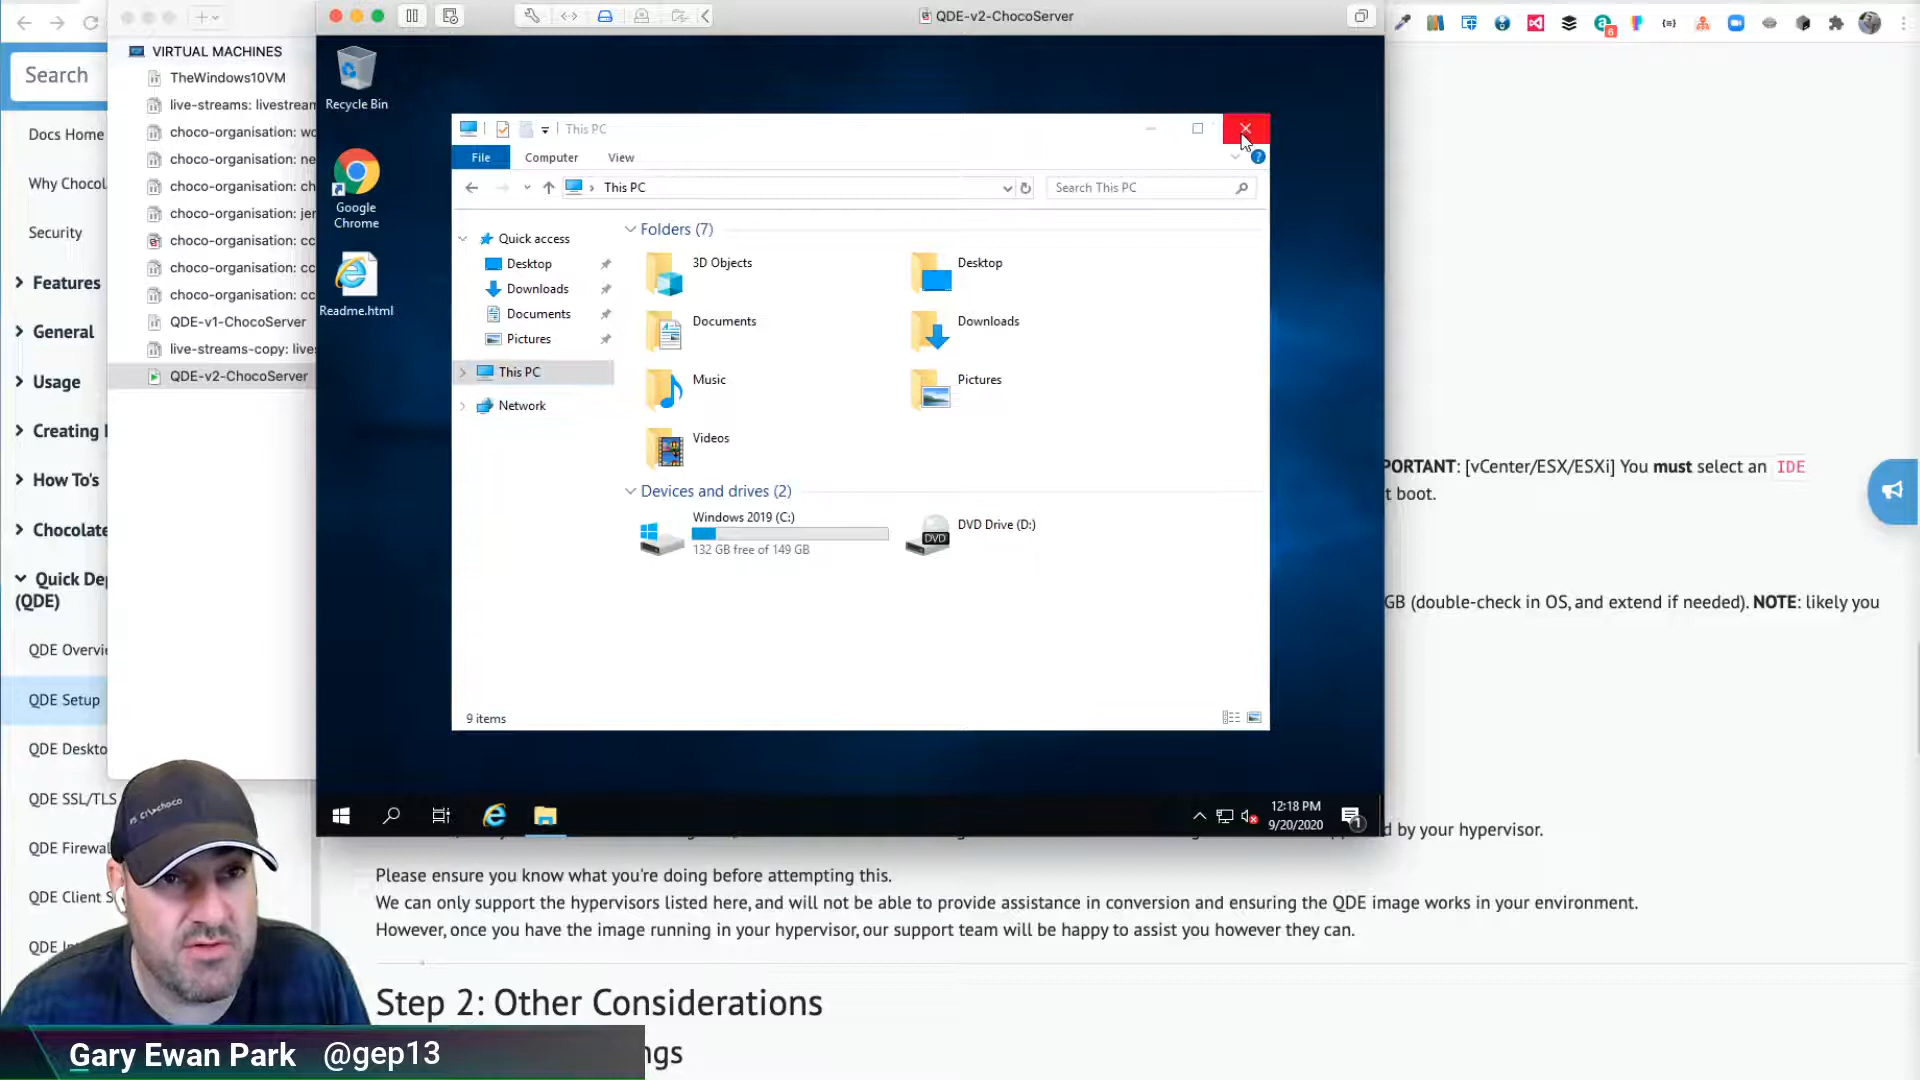 QDE-v2-ChocoServer
Search
Docs Home
Why Chocol
Security
Features
General
Usage
Creating
How To's
Chocolate
Quick De
(QDE)
QDE Overvi
QDE Setup
QDE Deskto
QDE SSL/TLS
QDE Firewal
QDE Client S
VIRTUAL MACHINES
TheWindows10VM
live-streams: livestream
choco-organisation: wo
choco-organisation: ne
choco-organisation: ch
choco-organisation: jer
choco-organisation: cc
choco-organisation: cc
choco-organisation: cc
QDE-v1-ChocoServer
live-streams-copy: lives
QDE-v2-ChocoServer
Recycle Bin
Google
Chrome
Readme.html
This PC
File
Computer
View
This PC
Search This PC
Quick access
Desktop
Downloads
Documents
Pictures
This PC
Network
Folders (7)
3D Objects
Desktop
Documents
Downloads
Music
Pictures
Videos
Devices and drives (2)
Windows 2019 (C:)
132 GB free of 149 GB
DVD Drive (D:)
DVD
9 items
12:18 PM
9/20/2020
1
6
PORTANT: [vCenter/ESX/ESXi] You must select an IDE
t boot.
GB (double-check in OS, and extend if needed). NOTE: likely you
d by your hypervisor.
Please ensure you know what you're doing before attempting this.
We can only support the hypervisors listed here, and will not be able to provide assistance in conversion and ensuring the QDE image works in your environment.
However, once you have the image running in your hypervisor, our support team will be happy to assist you however they can.
Step 2: Other Considerations
ngs
Gary Ewan Park @gep13